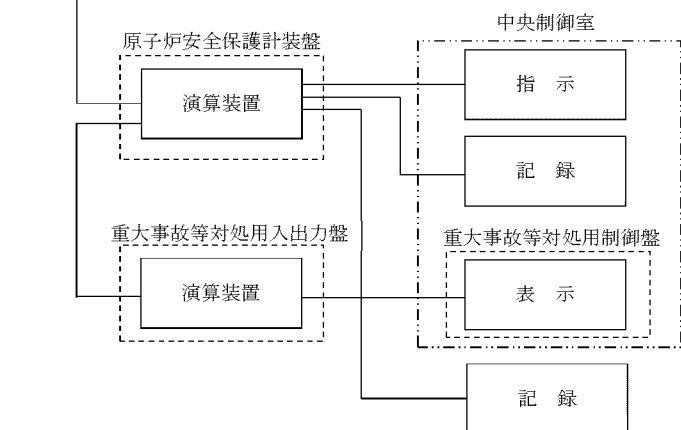 中央制御室
原子炉安全保護計装盤
演算装置
指 示
記 録
重大事故等対処用入出力盤
演算装置
重大事故等対処用制御盤
表 示
記 録